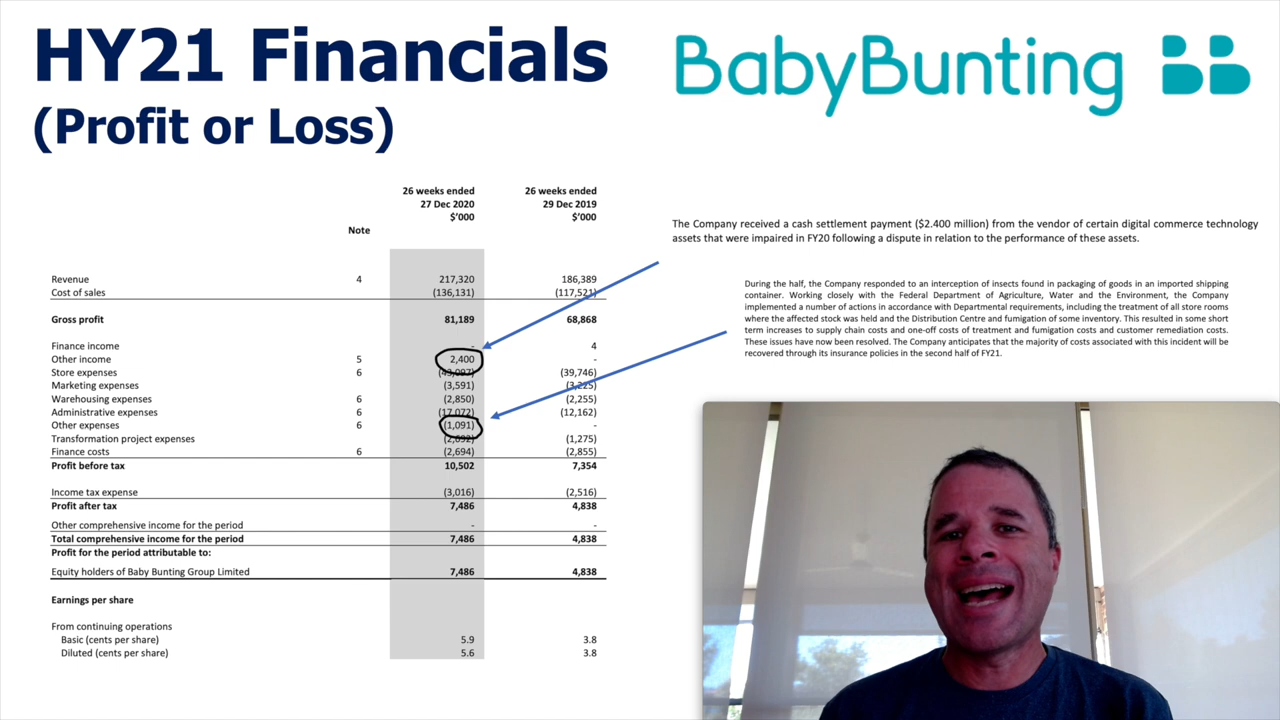 HY21 Financials
(Profit or Loss)
BabyBunting BB
26 weeks ended 26 weeks ended
27 Dec 2020 29 Dec 2019
$'000 $'000
Note
Revenue 4 217,320 186,389
Cost of sales (136,131) (117,521)
Gross profit 81,189 68,868
Finance income - 4
Other income 5 2,400 -
Store expenses 6 (43,097) (39,746)
Marketing expenses (3,591) (3,225)
Warehousing expenses 6 (2,850) (2,255)
Administrative expenses 6 (17,072) (12,162)
Other expenses 6 (1,091) -
Transformation project expenses (2,692) (1,275)
Finance costs 6 (2,694) (2,855)
Profit before tax 10,502 7,354
Income tax expense (3,016) (2,516)
Profit after tax 7,486 4,838
Other comprehensive income for the period - -
Total comprehensive income for the period 7,486 4,838
Profit for the period attributable to:
Equity holders of Baby Bunting Group Limited 7,486 4,838
Earnings per share
From continuing operations
Basic (cents per share) 5.9 3.8
Diluted (cents per share) 5.6 3.8
The Company received a cash settlement payment ($2.400 million) from the vendor of certain digital commerce technology
assets that were impaired in FY20 following a dispute in relation to the performance of these assets.
During the half, the Company responded to an interception of insects found in packaging of goods in an imported shipping
container. Working closely with the Federal Department of Agriculture, Water and the Environment, the Company
implemented a number of actions in accordance with Departmental requirements, including the treatment of all store rooms
where the affected stock was held and the Distribution Centre and fumigation of some inventory. This resulted in some short
term increases to supply chain costs and one-off costs of treatment and fumigation costs and customer remediation costs.
These issues have now been resolved. The Company anticipates that the majority of costs associated with this incident will be
recovered through its insurance policies in the second half of FY21.